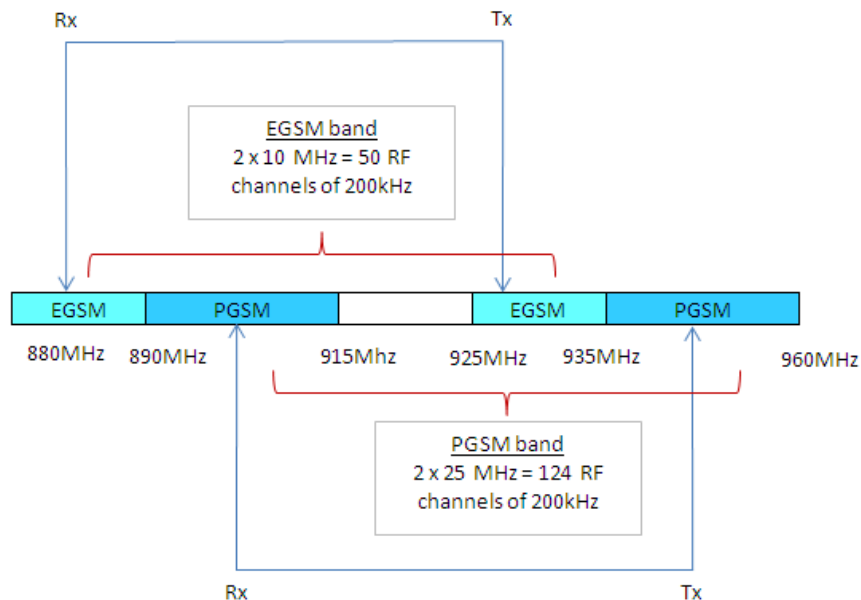 Rx
Tx
EGSM band
2 x 10 MHz = 50 RF
channels of 200kHz
EGSM
PGSM
EGSM
PGSM
880MHz
890MHz
915Mhz
925MHz
935MHz
960MHz
PGSM band
2 x 25 MHz = 124 RF
channels of 200kHz
Rx
Tx